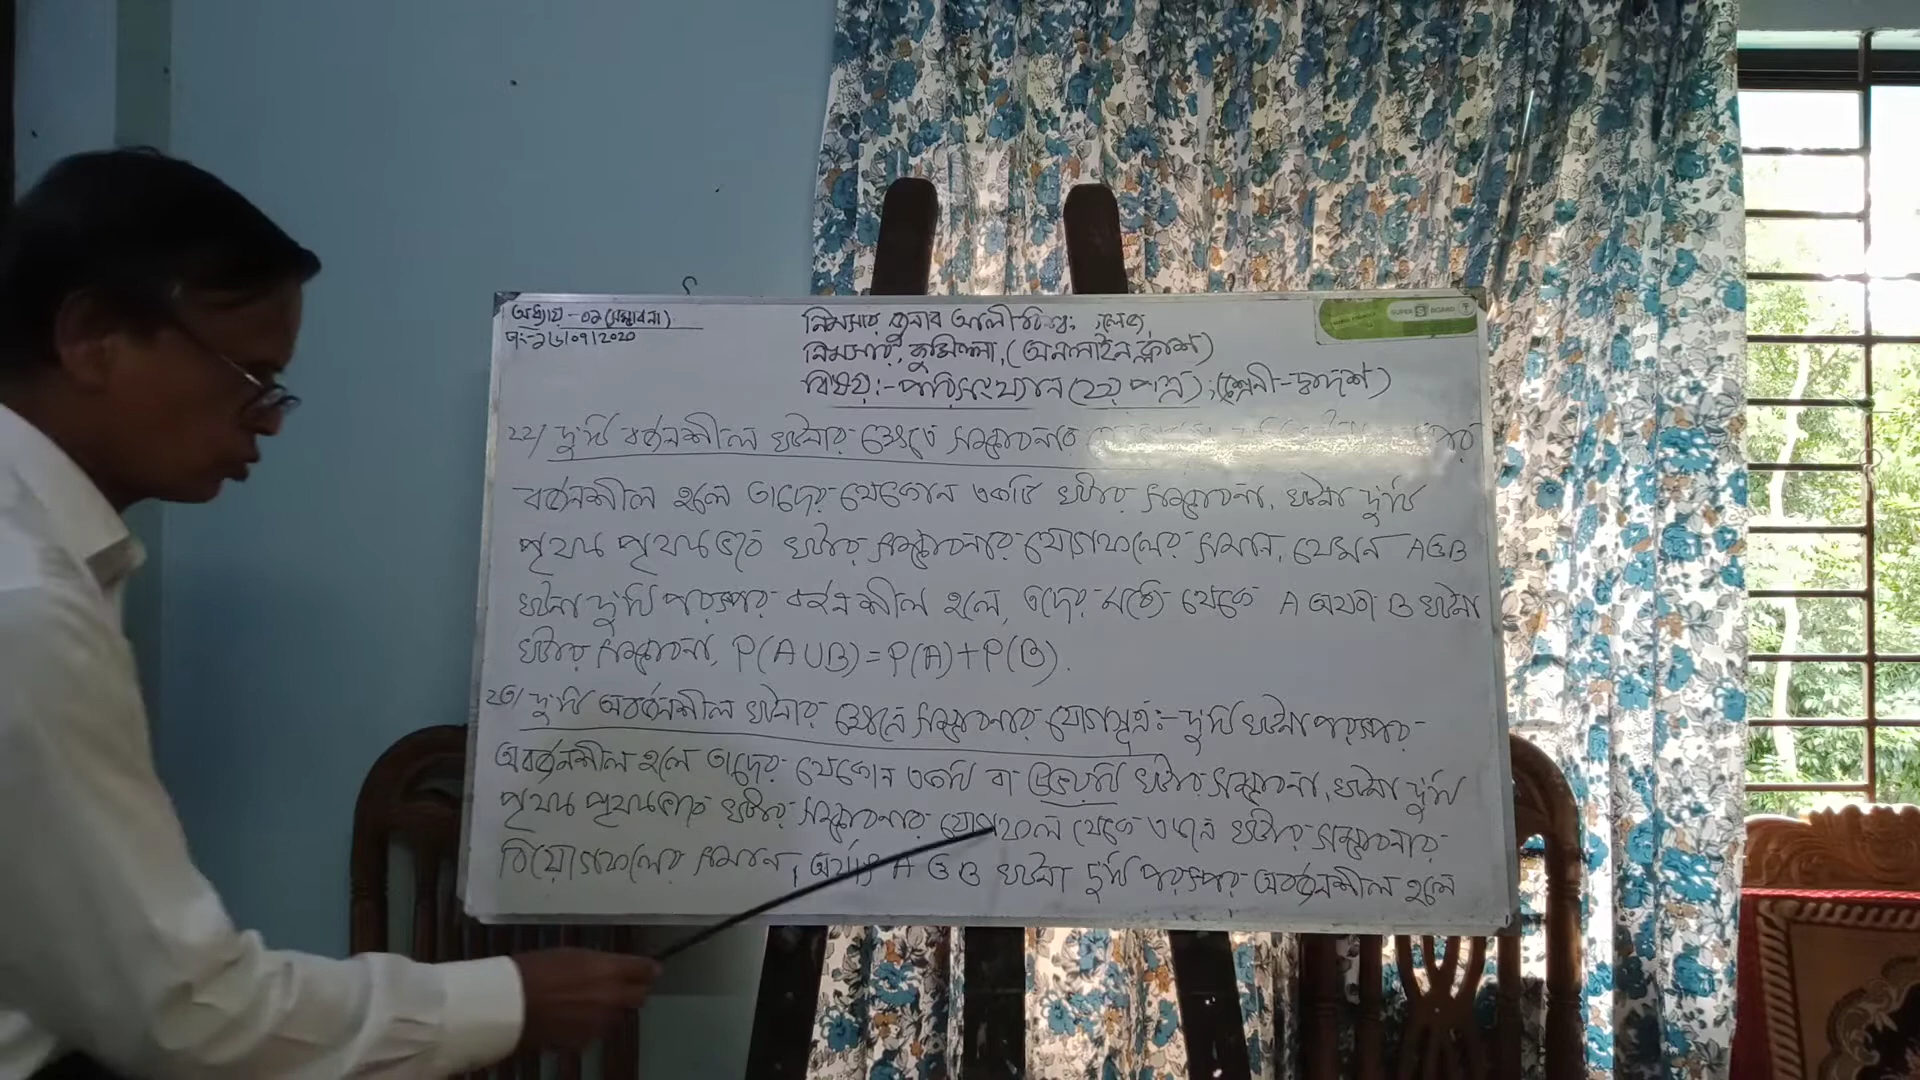 অধ্যায়-০১(সম্ভাবনা)
নিমসার জুনাব আলী বিশ্বঃ কলেজ,
নিমসার, কুমিল্লা, (অনলাইন ক্লাশ)
বিষয়:-পরিসংখ্যান (২য় পত্র); (শ্রেনী-দ্বাদশ)
SUPER BOARD
২২/ দুটি বর্জনশীল ঘটনার ক্ষেত্রে সম্ভাবনার
বর্জনশীল হলে তাদের যেকোন একটি ঘটার সম্ভাবনা, ঘটনা দুটি
পৃথক পৃথকভাবে ঘটার সম্ভাবনার যোগফলের সমান, যেমন A ও B
ঘটনা দুটি পরস্পর বর্জনশীল হলে, এদের মধ্যে থেকে A অথবা B ঘটনা
ঘটার সম্ভাবনা, P(A∪B)=P(A)+P(B).
২৩/ দুটি অবর্জনশীল ঘটনার ক্ষেত্রে সম্ভাবনার যোগসূত্র:- দুটি ঘটনা পরস্পর
অবর্জনশীল হলে তাদের যেকোন একটি বা উভয়টি ঘটার সম্ভাবনা, ঘটনা দুটি
পৃথক পৃথকভাবে ঘটার সম্ভাবনার যোগফল থেকে একত্রে ঘটার সম্ভাবনার
বিয়োগফলের সমান, অর্থাৎ A ও B ঘটনা দুটি পরস্পর অবর্জনশীল হলে